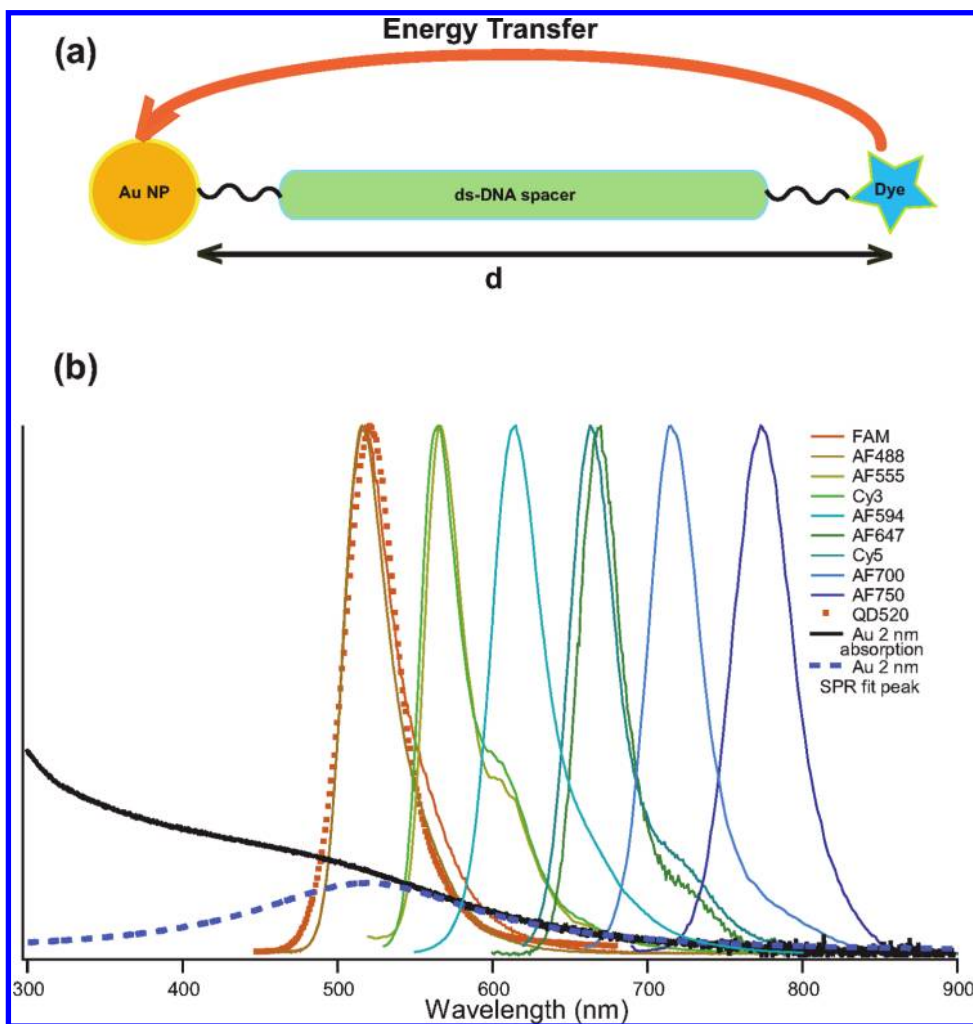 Energy Transfer
(a)
Au NP
ds-DNA spacer
Dye
d
(b)
FAM
AF488
AF555
Cy3
AF594
AF647
Cy5
AF700
AF750
QD520
Au 2 nm
absorption
Au 2 nm
SPR fit peak
300 400 500 600 700 800 900
Wavelength (nm)